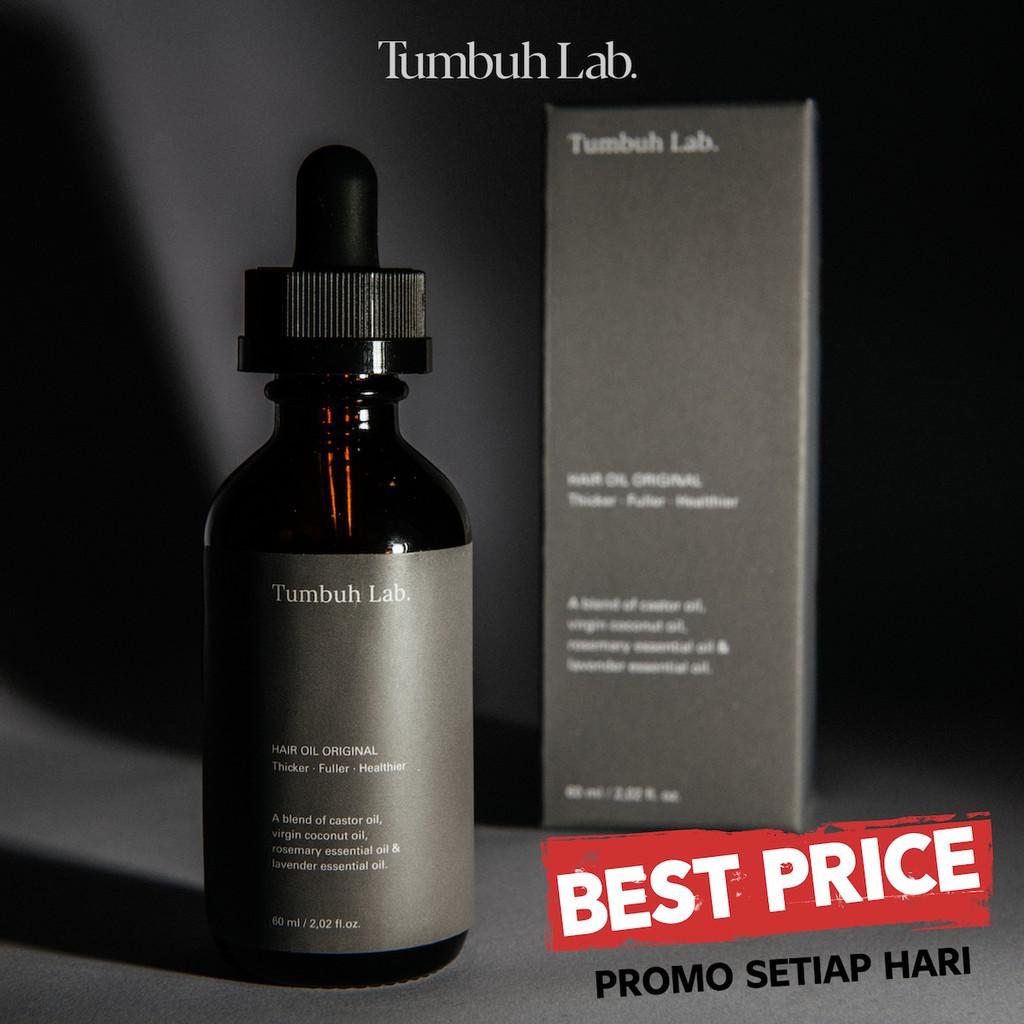 Tumbuh Lab.
Tumbuh Lab.
HAIR OIL ORIGINAL
Thicker · Fuller · Healthier
A blend of castor oil,
virgin coconut oil,
rosemary essential oil &
lavender essential oil.
60 ml / 2,02 fl. oz.
Tumbuh Lab.
HAIR OIL ORIGINAL
Thicker · Fuller · Healthier
A blend of castor oil,
virgin coconut oil,
rosemary essential oil &
lavender essential oil.
60 ml / 2,02 fl.oz.
BEST PRICE
PROMO SETIAP HARI